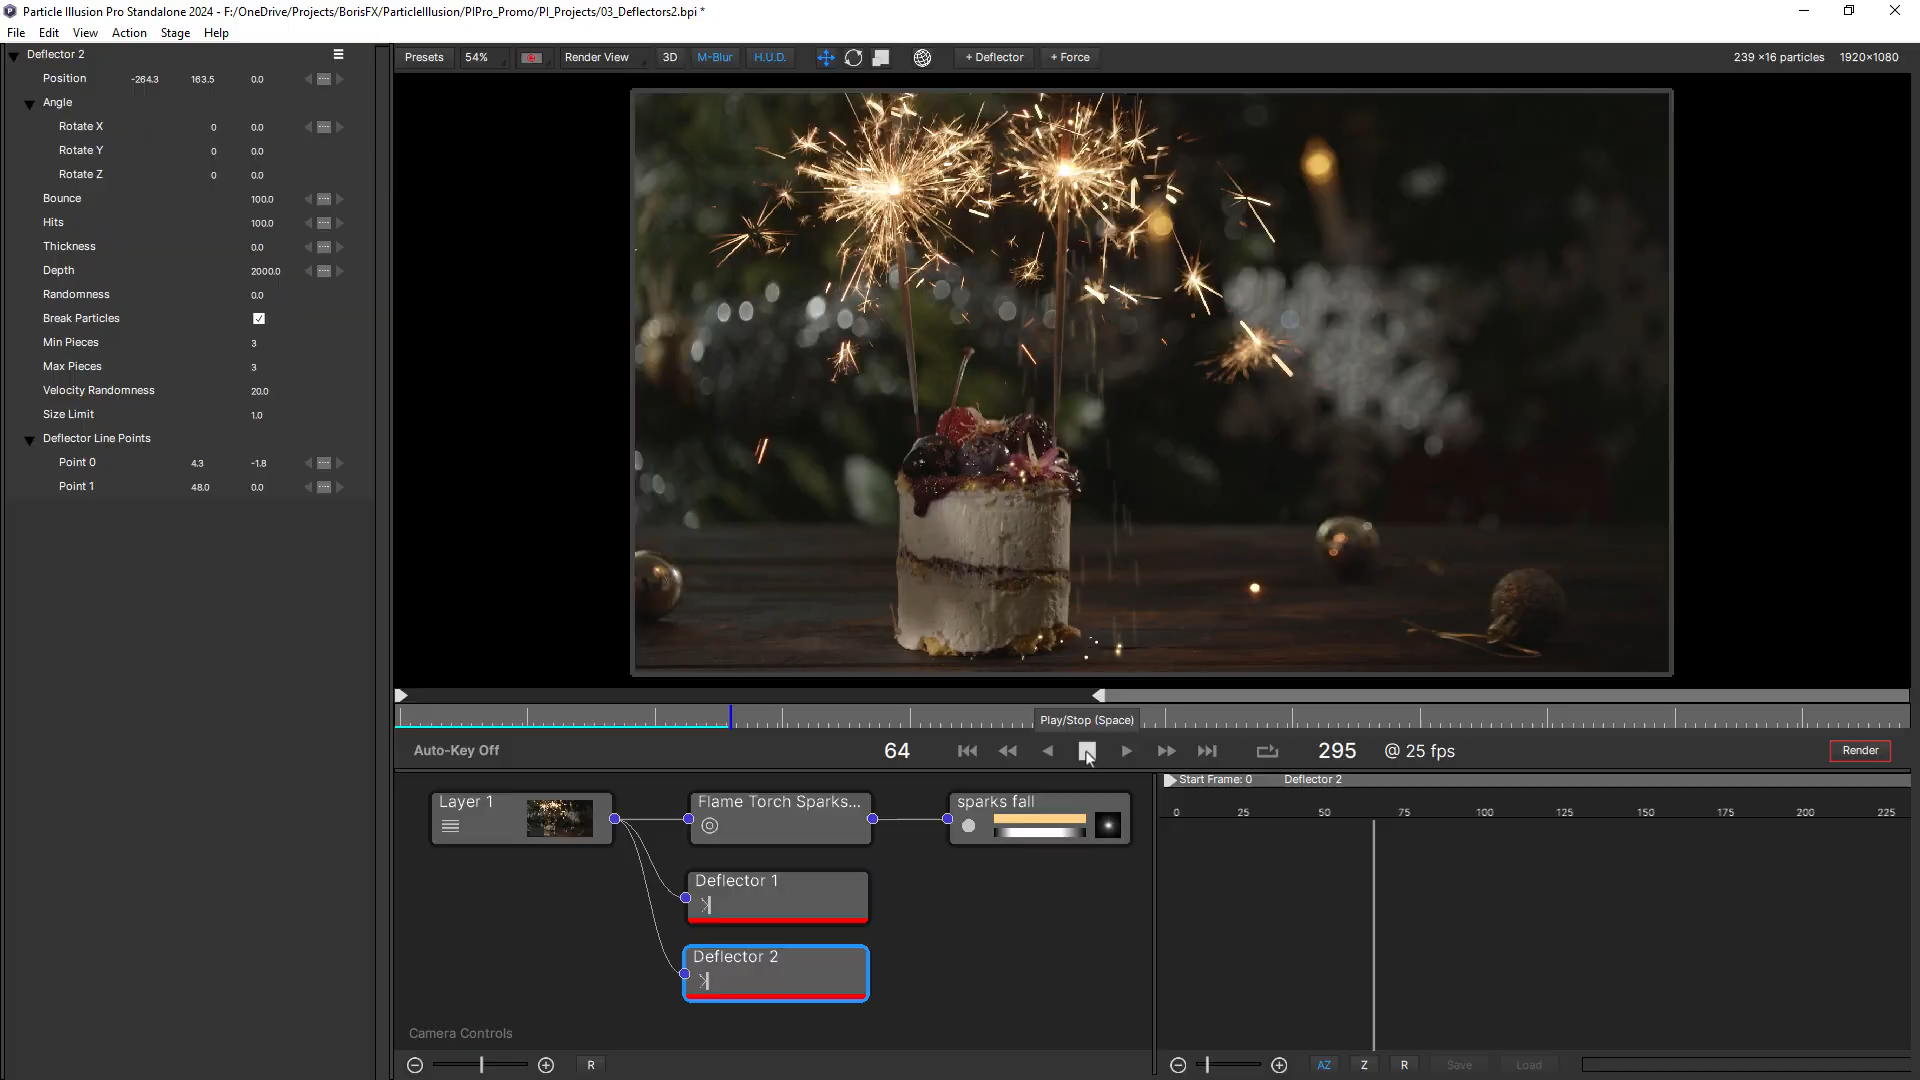 Particle Illusion Pro Standalone 2024 - F:/OneDrive/Projects/BorisFX/ParticleIllusion/PIPro_Promo/PI_Projects/03_Deflectors2.bpi *
File Edit View Action Stage Help
Deflector 2
Presets 54% Render View 3D M-Blur H.U.D. + Deflector + Force 239 ×16 particles 1920×1080
Position -264.3 163.5 0.0
Angle
Rotate X 0 0.0
Rotate Y 0 0.0
Rotate Z 0 0.0
Bounce 100.0
Hits 100.0
Thickness 0.0
Depth 2000.0
Randomness 0.0
Break Particles
Min Pieces 3
Max Pieces 3
Velocity Randomness 20.0
Size Limit 1.0
Deflector Line Points
Point 0 4.3 -1.8
Point 1 48.0 0.0
Play/Stop (Space)
Auto-Key Off 64 295 @ 25 fps Render
Start Frame: 0 Deflector 2
0 25 50 75 100 125 150 175 200 225
Layer 1
Flame Torch Sparks...
sparks fall
Deflector 1
Deflector 2
Camera Controls
R
AZ Z R Save Load